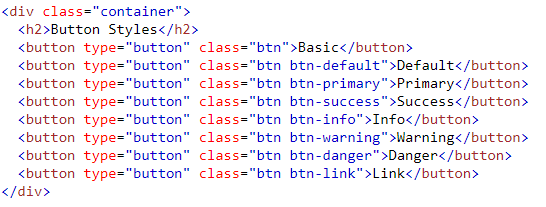 <div class="container">
  <h2>Button Styles</h2>
  <button type="button" class="btn">Basic</button>
  <button type="button" class="btn btn-default">Default</button>
  <button type="button" class="btn btn-primary">Primary</button>
  <button type="button" class="btn btn-success">Success</button>
  <button type="button" class="btn btn-info">Info</button>
  <button type="button" class="btn btn-warning">Warning</button>
  <button type="button" class="btn btn-danger">Danger</button>
  <button type="button" class="btn btn-link">Link</button>
</div>